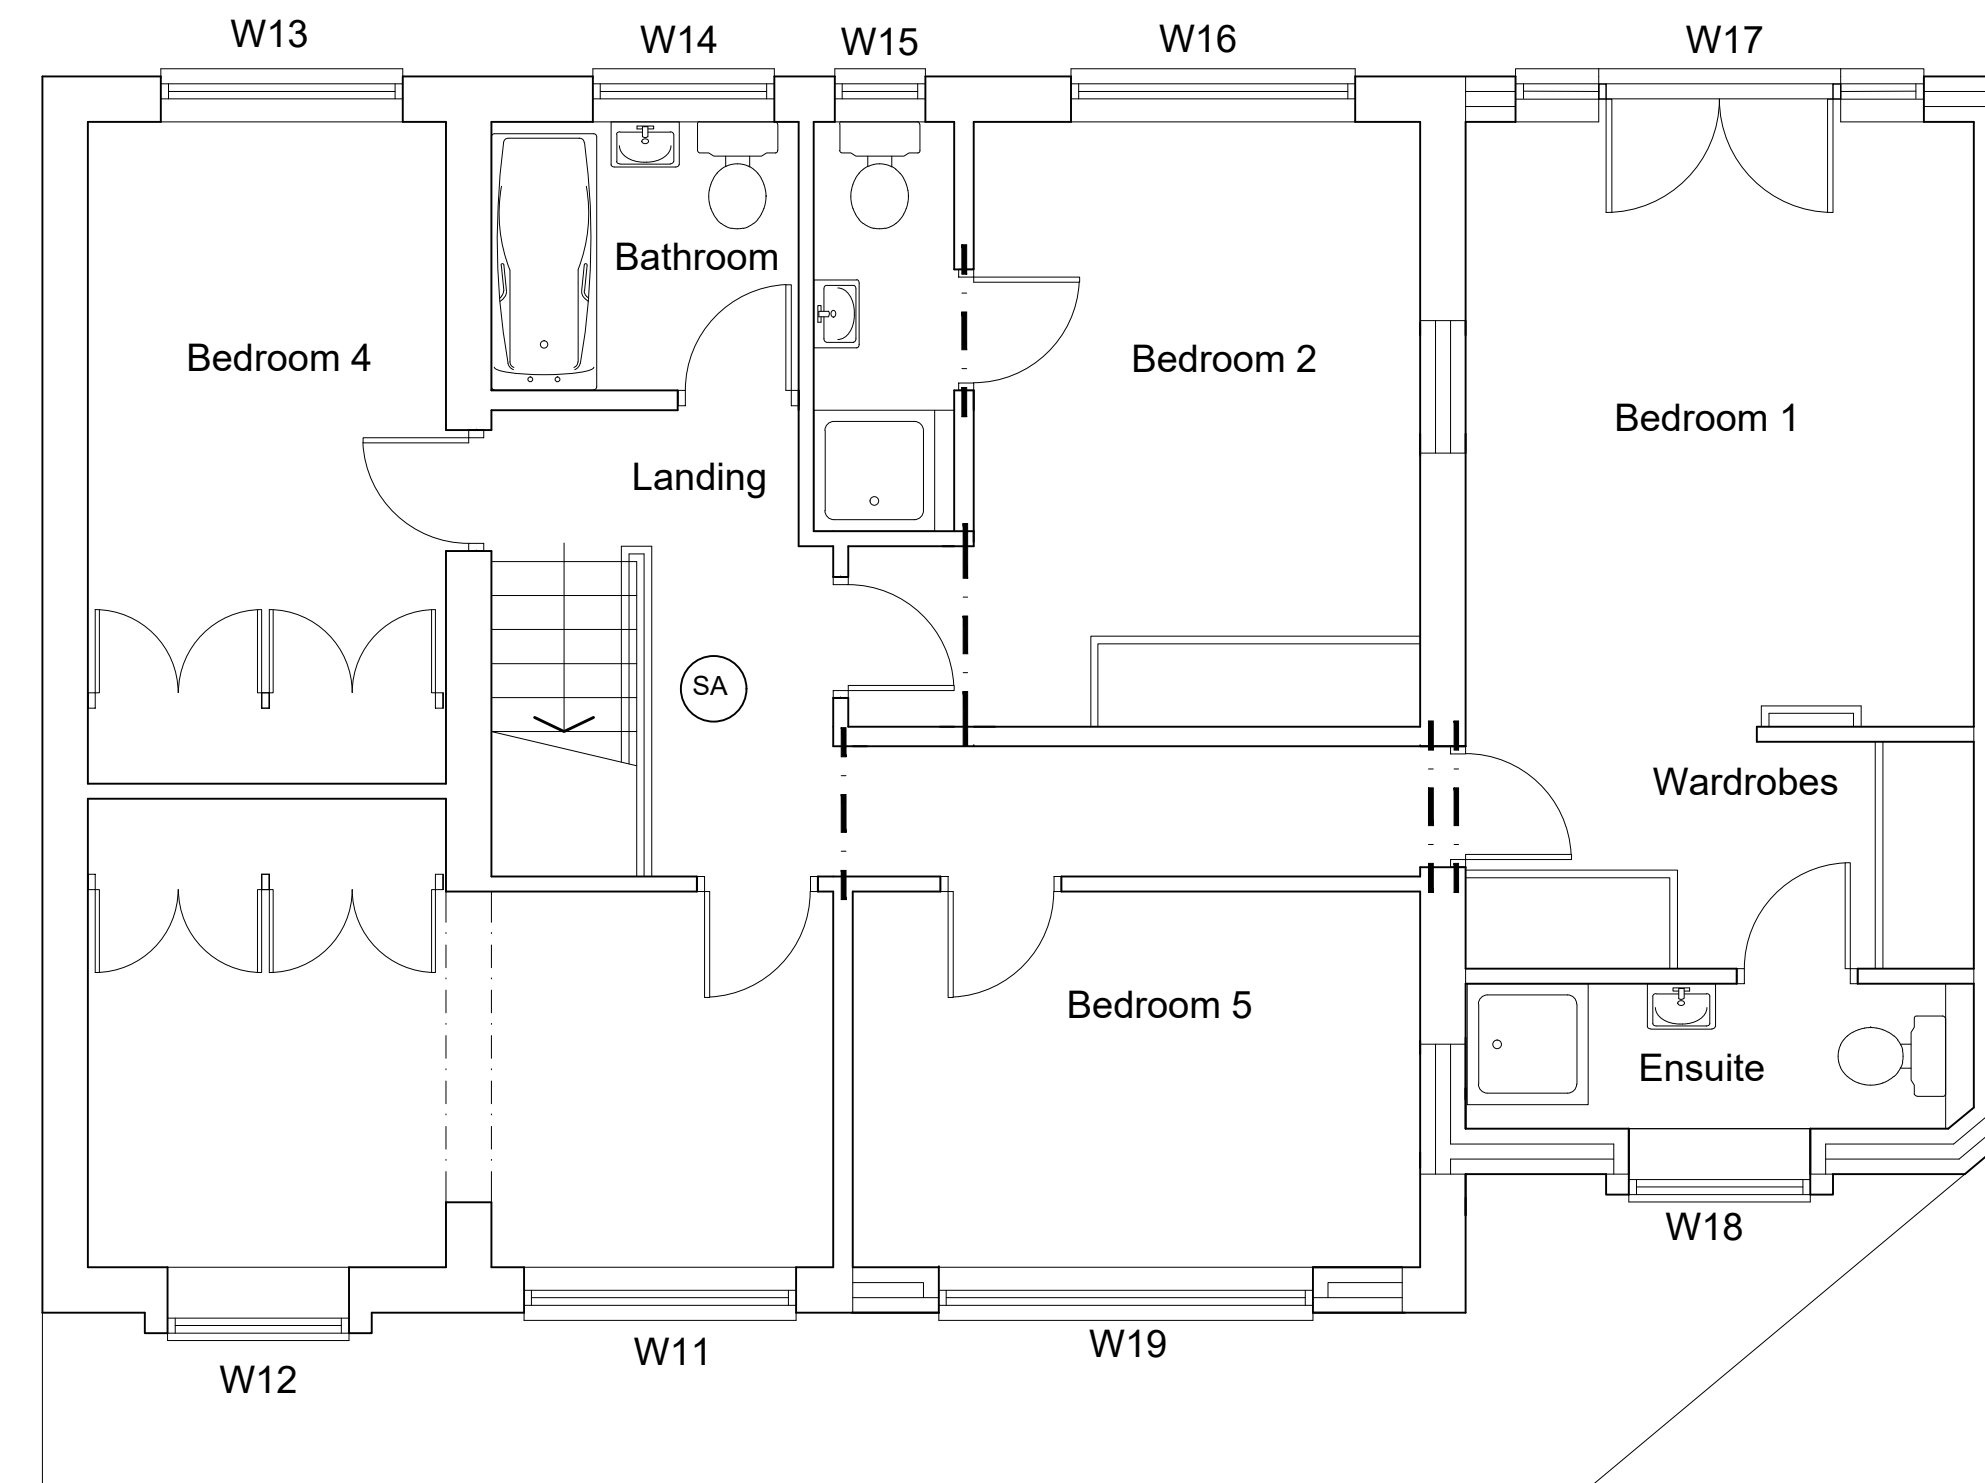 W13
W14
W15
W16
W17
Bathroom
Bedroom 4
Bedroom 2
Bedroom 1
Landing
SA
Wardrobes
Bedroom 5
Ensuite
W18
W19
W11
W12